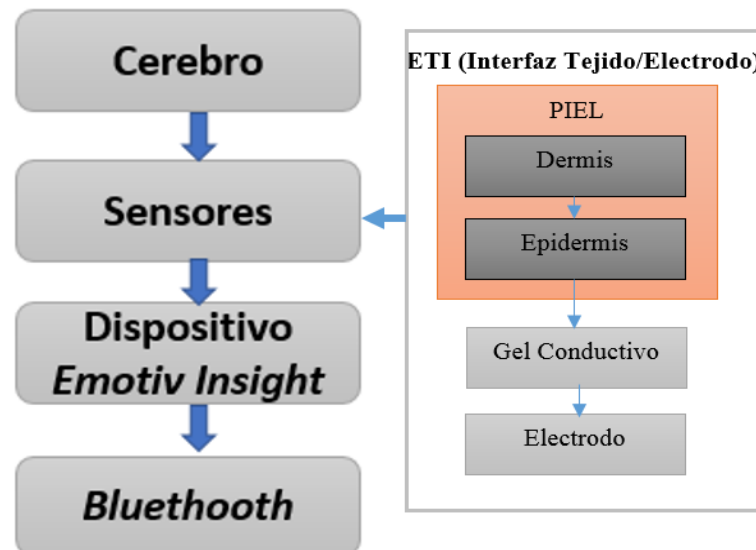 Cerebro
Sensores
Dispositivo
Emotiv Insight
Bluethooth
ETI (Interfaz Tejido/Electrodo)
PIEL
Dermis
Epidermis
Gel Conductivo
Electrodo